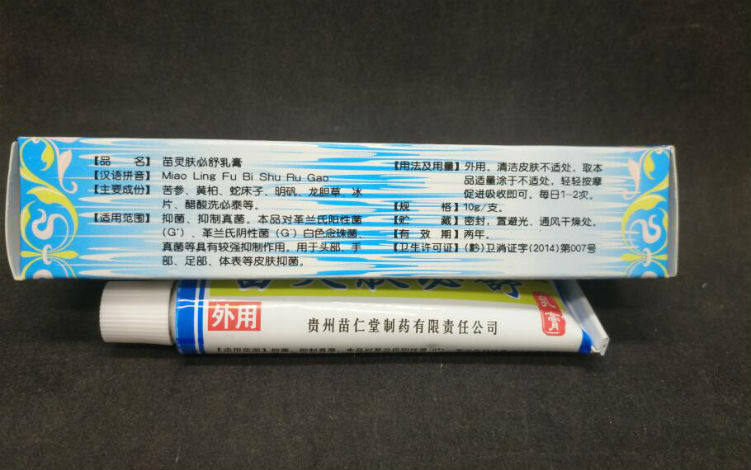 【品 名】 苗灵肤必舒乳膏
【汉语拼音】 Miao Ling Fu Bi Shu Ru Gao
【主要成份】 苦参、黄柏、蛇床子、明矾、龙胆草、冰
片、醋酸洗必泰等。
【适用范围】 抑菌、抑制真菌。本品对革兰氏阳性菌
(G⁺)、革兰氏阴性菌(G⁻)白色念珠菌
真菌等具有较强抑制作用。用于头部、手
部、足部、体表等皮肤抑菌。
【用法及用量】 外用、清洁皮肤不适处，取本
品适量涂于不适处，轻轻按摩
促进吸收即可。每日1-2次。
【规 格】 10g/支。
【贮 藏】 密封，置避光、通风干燥处。
【有 效 期】 两年。
【卫生许可证】 (黔)卫消证字(2014)第007号
苗灵肤必舒
乳膏
外用
贵州苗仁堂制药有限责任公司